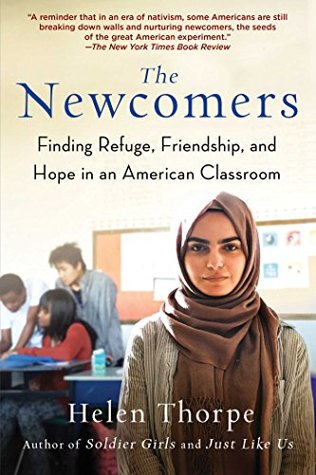 "A reminder that in an era of nativism, some Americans are still
breaking down walls and nurturing newcomers, the seeds
of the great American experiment."
—The New York Times Book Review
The
Newcomers
Finding Refuge, Friendship, and
Hope in an American Classroom
Helen Thorpe
Author of Soldier Girls and Just Like Us